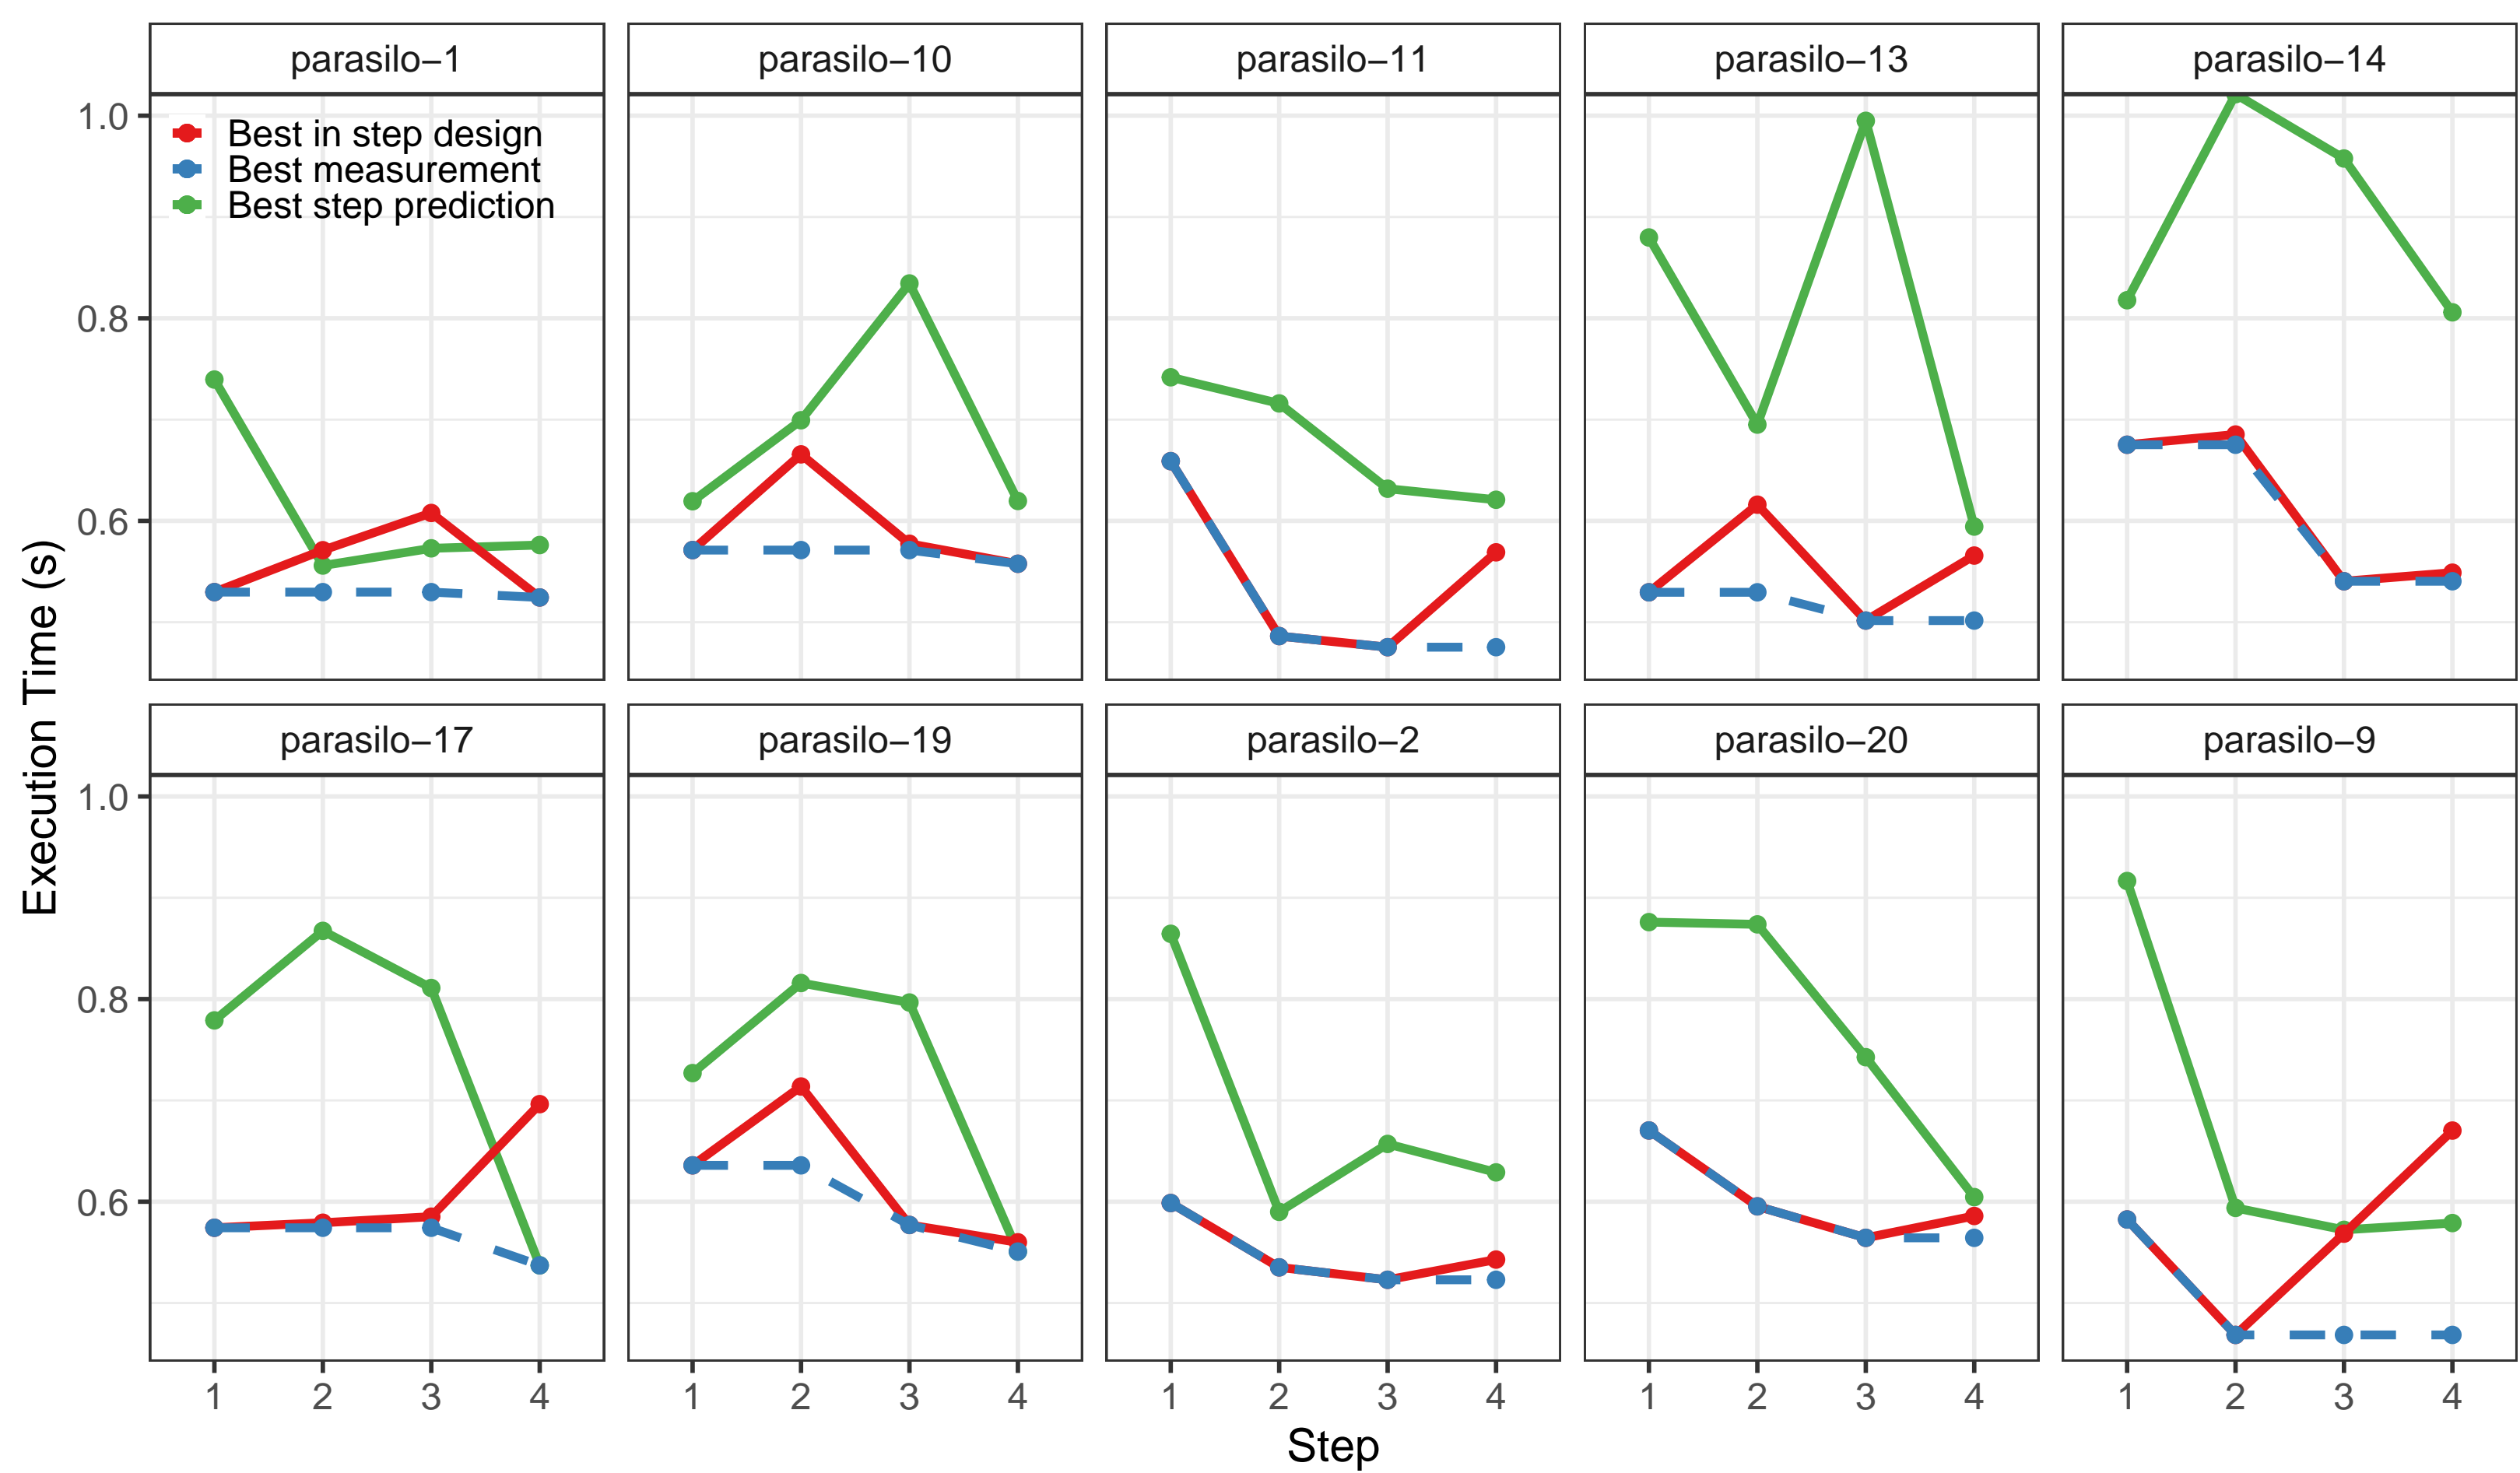 parasilo−1
parasilo−10
parasilo−11
parasilo−13
parasilo−14
1.0
0.8
0.6
Best in step design
Best measurement
Best step prediction
Execution Time (s)
parasilo−17
parasilo−19
parasilo−2
parasilo−20
parasilo−9
1.0
0.8
0.6
1 2 3 4
1 2 3 4
1 2 3 4
1 2 3 4
1 2 3 4
Step